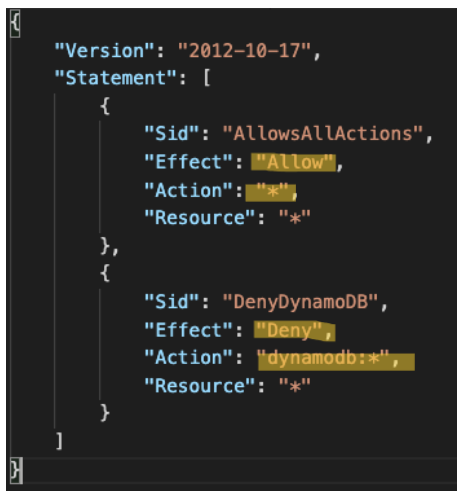 {
    "Version": "2012-10-17",
    "Statement": [
        {
            "Sid": "AllowsAllActions",
            "Effect": "Allow",
            "Action": "*",
            "Resource": "*"
        },
        {
            "Sid": "DenyDynamoDB",
            "Effect": "Deny",
            "Action": "dynamodb:*",
            "Resource": "*"
        }
    ]
}